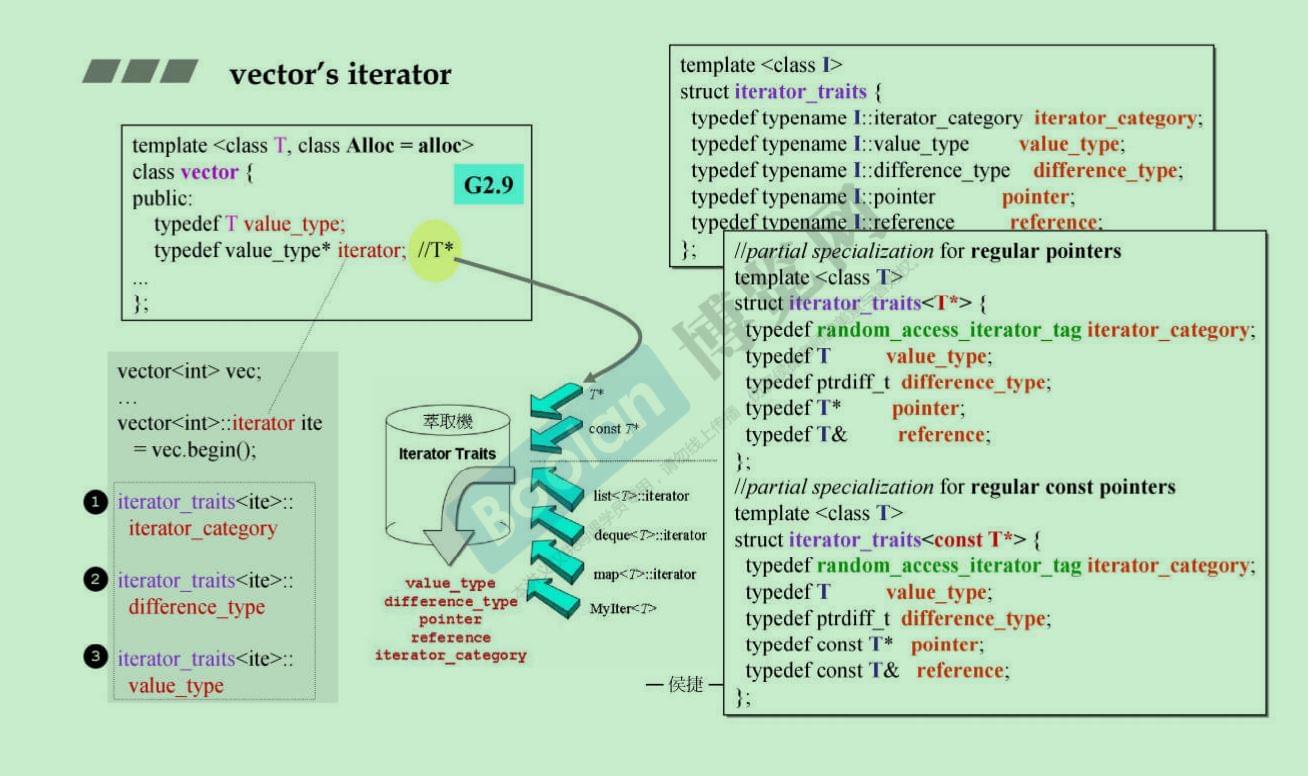 vector's iterator
template <class T, class Alloc = alloc>
class vector {
public:
typedef T value_type;
typedef value_type* iterator; //T*
...
};
G2.9
vector<int> vec;
…
vector<int>::iterator ite
= vec.begin();
1 iterator_traits<ite>::
iterator_category
2 iterator_traits<ite>::
difference_type
3 iterator_traits<ite>::
value_type
萃取機
Iterator Traits
value_type
difference_type
pointer
reference
iterator_category
T*
const T*
list<T>::iterator
deque<T>::iterator
map<T>::iterator
MyIter<T>
template <class I>
struct iterator_traits {
typedef typename I::iterator_category iterator_category;
typedef typename I::value_type value_type;
typedef typename I::difference_type difference_type;
typedef typename I::pointer pointer;
typedef typename I::reference reference;
};
//partial specialization for regular pointers
template <class T>
struct iterator_traits<T*> {
typedef random_access_iterator_tag iterator_category;
typedef T value_type;
typedef ptrdiff_t difference_type;
typedef T* pointer;
typedef T& reference;
};
//partial specialization for regular const pointers
template <class T>
struct iterator_traits<const T*> {
typedef random_access_iterator_tag iterator_category;
typedef T value_type;
typedef ptrdiff_t difference_type;
typedef const T* pointer;
typedef const T& reference;
};
— 侯捷 —
Boolan
博览网